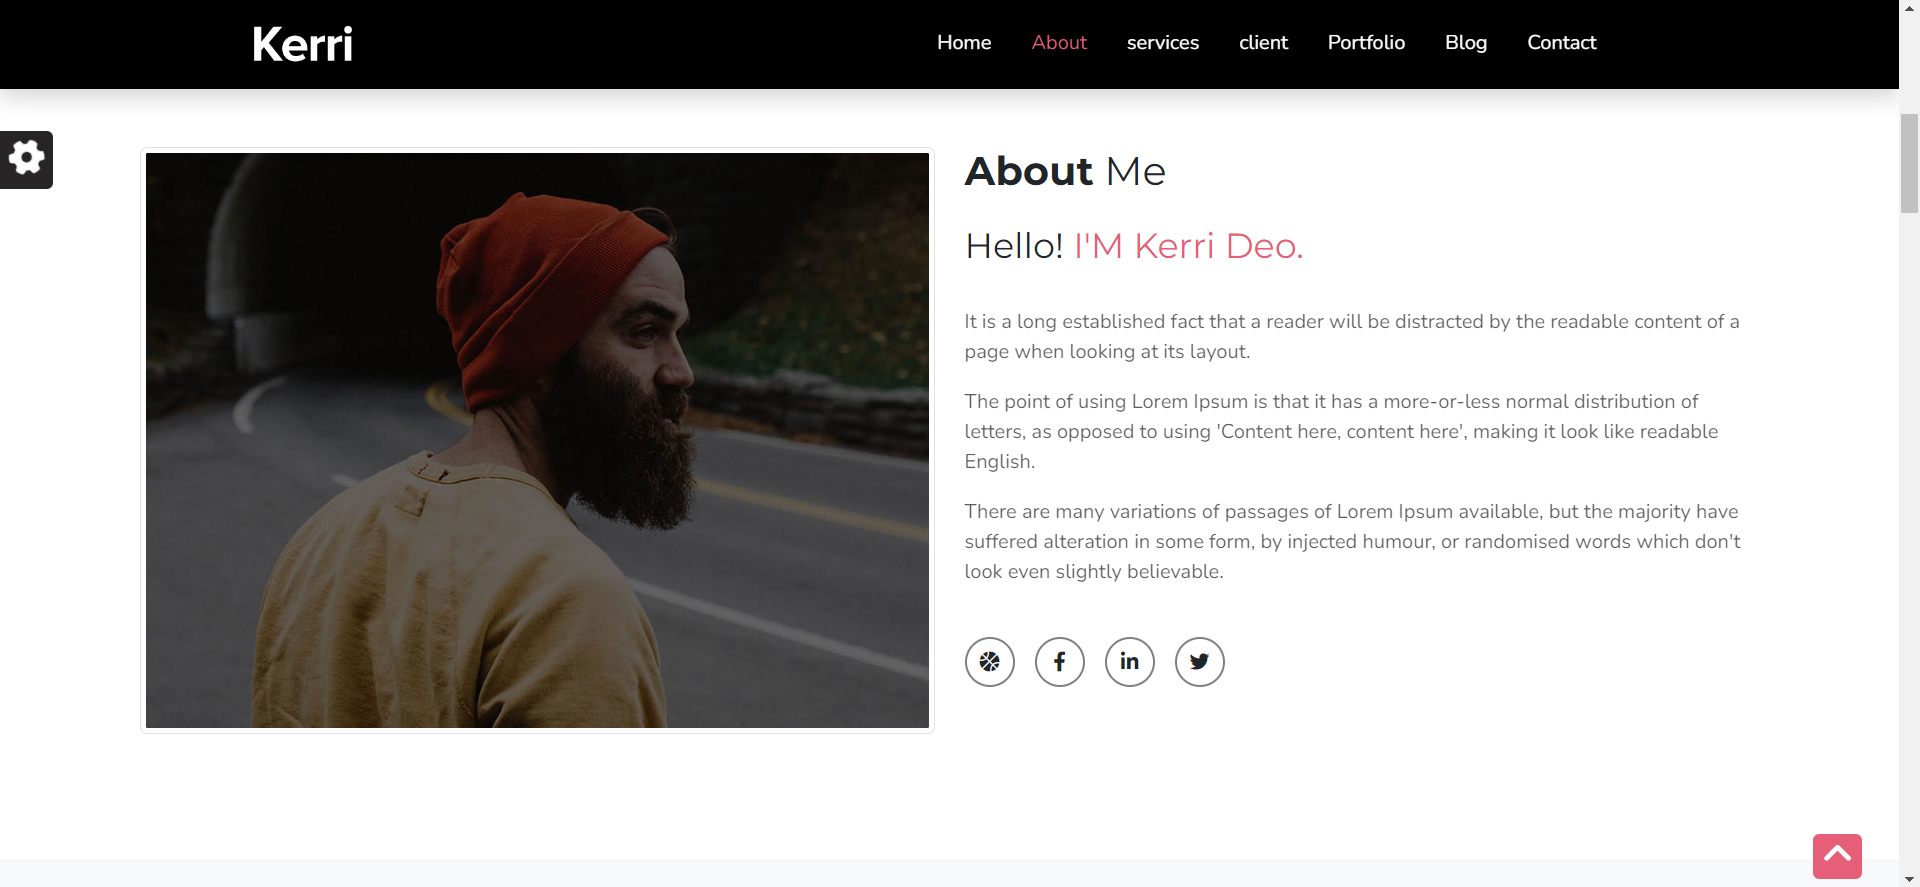 Kerri
Home About services client Portfolio Blog Contact
About Me
Hello! I'M Kerri Deo.
It is a long established fact that a reader will be distracted by the readable content of a
page when looking at its layout.
The point of using Lorem Ipsum is that it has a more-or-less normal distribution of
letters, as opposed to using 'Content here, content here', making it look like readable
English.
There are many variations of passages of Lorem Ipsum available, but the majority have
suffered alteration in some form, by injected humour, or randomised words which don't
look even slightly believable.